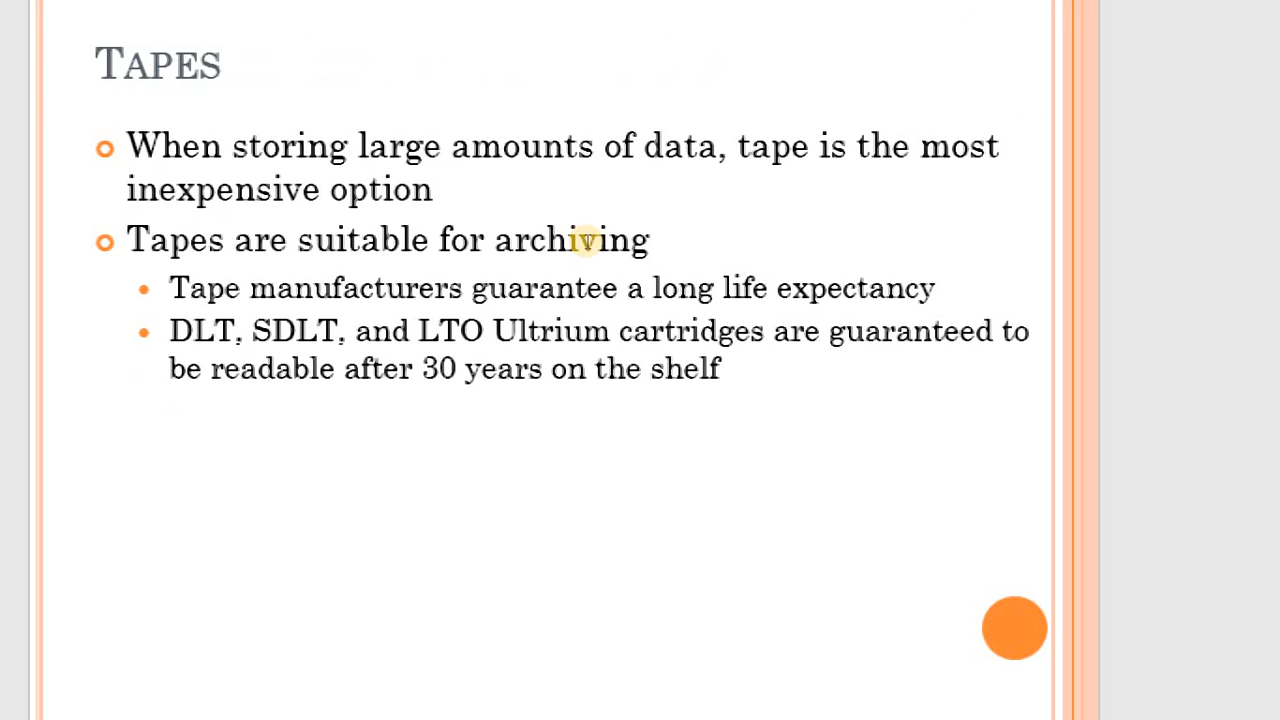 TAPES
When storing large amounts of data, tape is the most
inexpensive option
Tapes are suitable for archiving
Tape manufacturers guarantee a long life expectancy
DLT, SDLT, and LTO Ultrium cartridges are guaranteed to
be readable after 30 years on the shelf